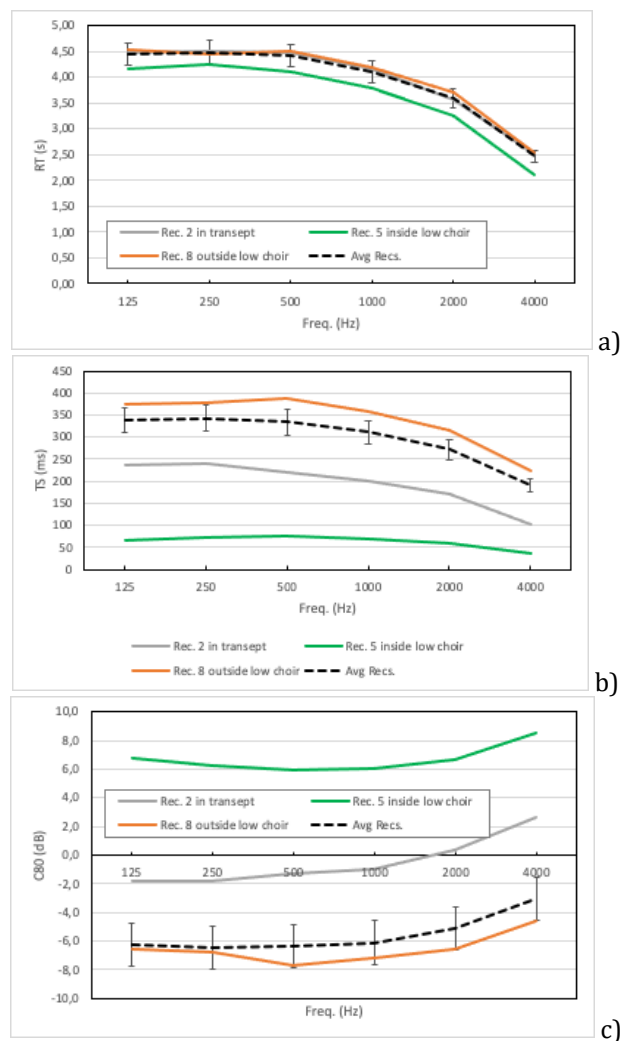 5,00
4,50
4,00
3,50
3,00
2,50
2,00
1,50
1,00
0,50
0,00
RT (s)
Rec. 2 in transept Rec. 5 inside low choir
Rec. 8 outside low choir Avg Recs.
125 250 500 1000 2000 4000
Freq. (Hz)
a)
450
400
350
300
250
200
150
100
50
0
TS (ms)
125 250 500 1000 2000 4000
Freq. (Hz)
Rec. 2 in transept Rec. 5 inside low choir
Rec. 8 outside low choir Avg Recs.
b)
10,0
8,0
6,0
4,0
2,0
0,0
-2,0
-4,0
-6,0
-8,0
-10,0
C80 (dB)
Rec. 2 in transept Rec. 5 inside low choir
Rec. 8 outside low choir Avg Recs.
125 250 500 1000 2000 4000
Freq. (Hz)
c)